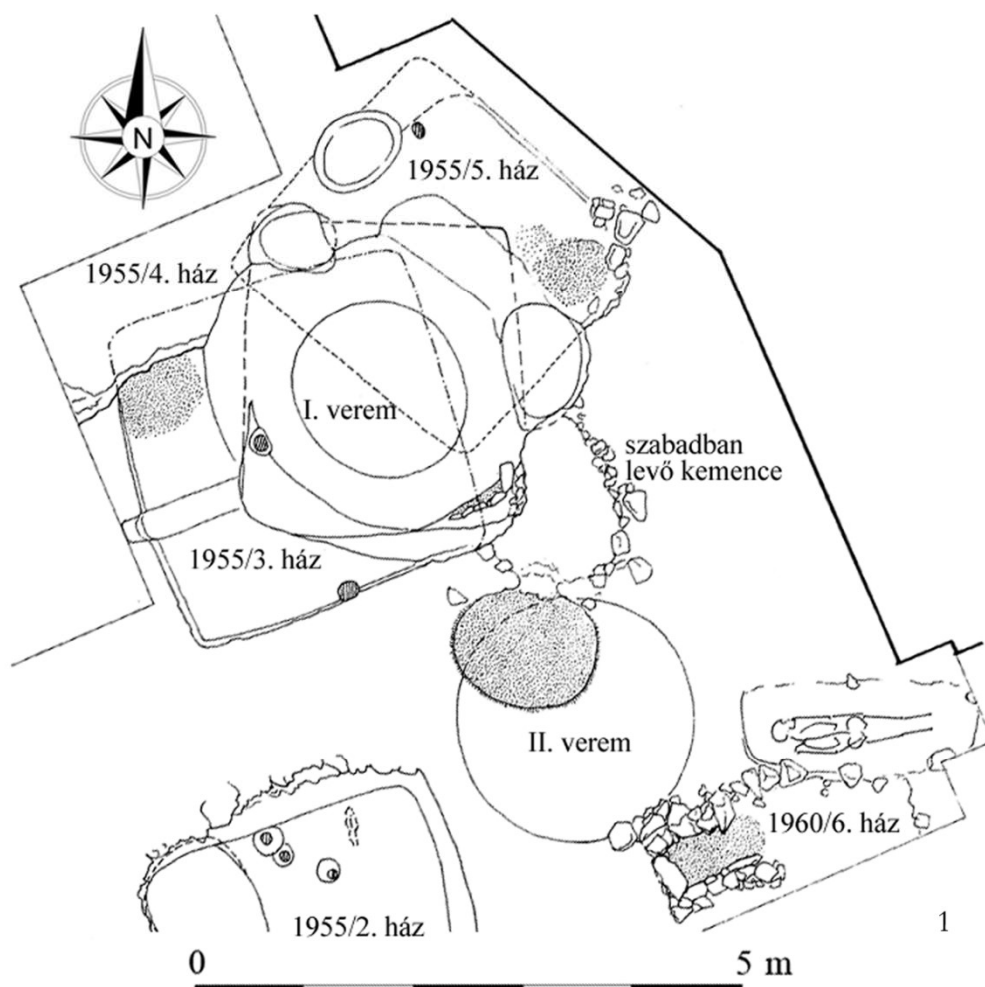 N
1955/5. ház
1955/4. ház
I. verem
szabadban
levő kemence
1955/3. ház
II. verem
1960/6. ház
1955/2. ház
1
0
5 m